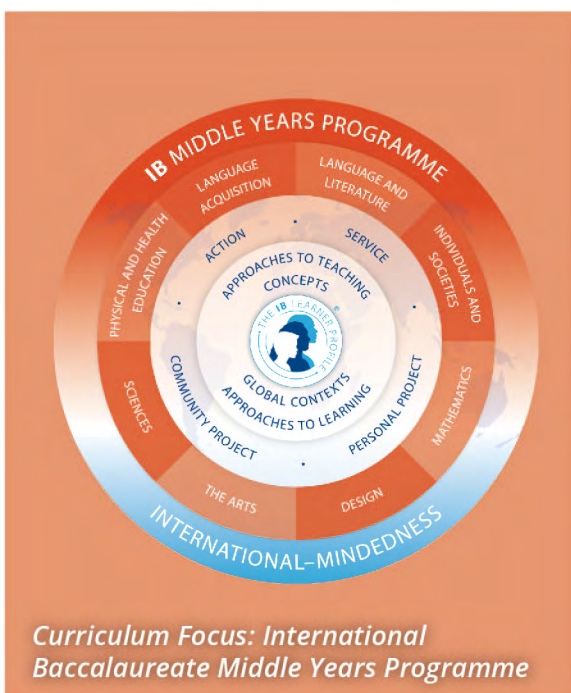 IB MIDDLE YEARS PROGRAMME
LANGUAGE
ACQUISITION
LANGUAGE AND
LITERATURE
PHYSICAL AND HEALTH
EDUCATION
INDIVIDUALS AND
SOCIETIES
ACTION
·
SERVICE
APPROACHES TO TEACHING
CONCEPTS
THE IB LEARNER PROFILE
®
GLOBAL CONTEXTS
APPROACHES TO LEARNING
·
·
COMMUNITY PROJECT
·
PERSONAL PROJECT
SCIENCES
MATHEMATICS
THE ARTS
DESIGN
INTERNATIONAL–MINDEDNESS
Curriculum Focus: International
Baccalaureate Middle Years Programme